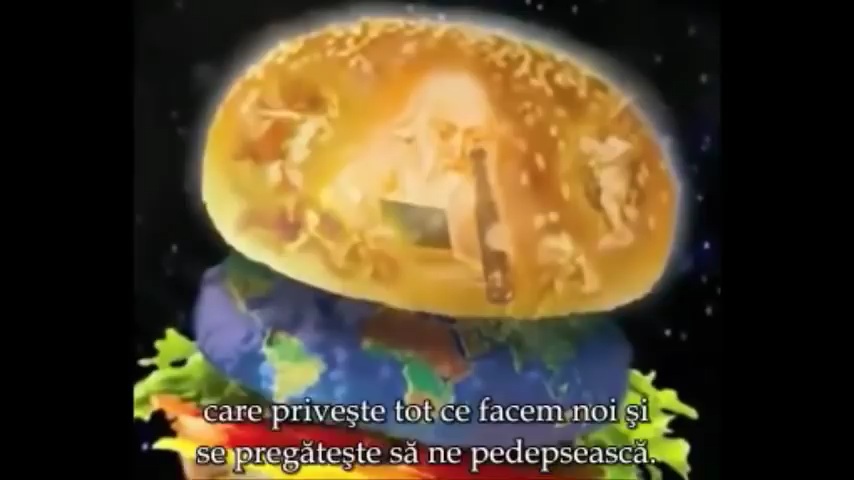 care priveşte tot ce facem noi şi
se pregăteşte să ne pedepsească.